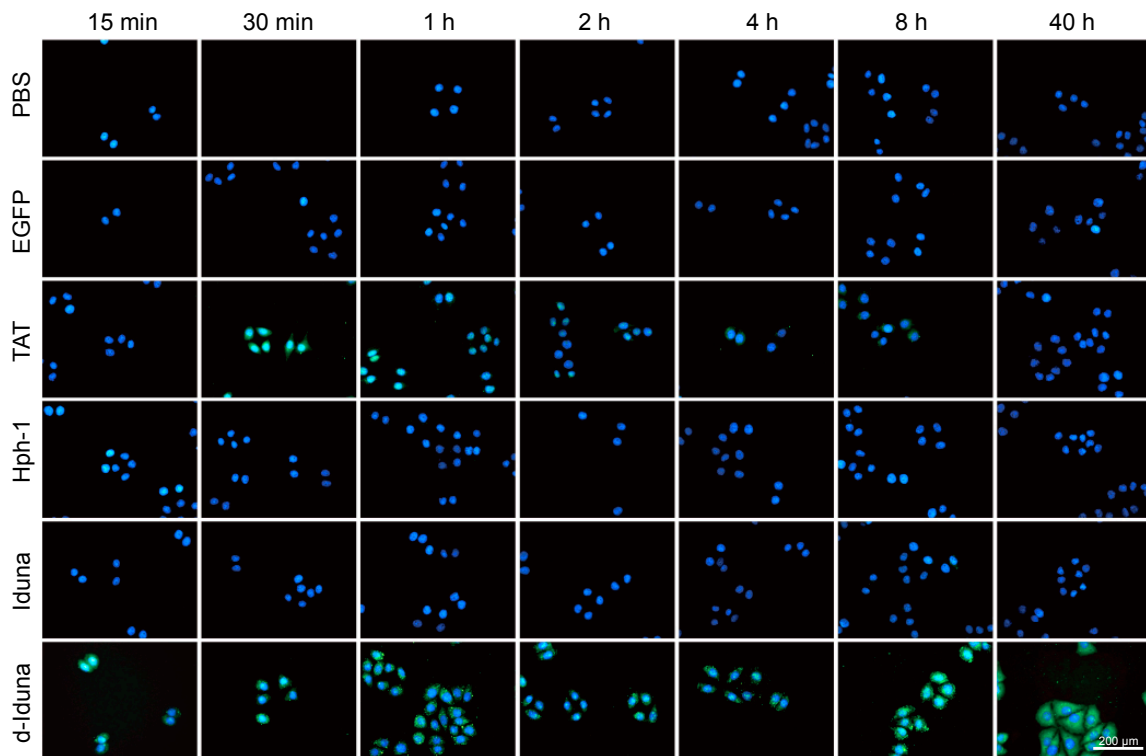 15 min 30 min 1 h 2 h 4 h 8 h 40 h
PBS
EGFP
TAT
Hph-1
Iduna
d-Iduna
200 µm